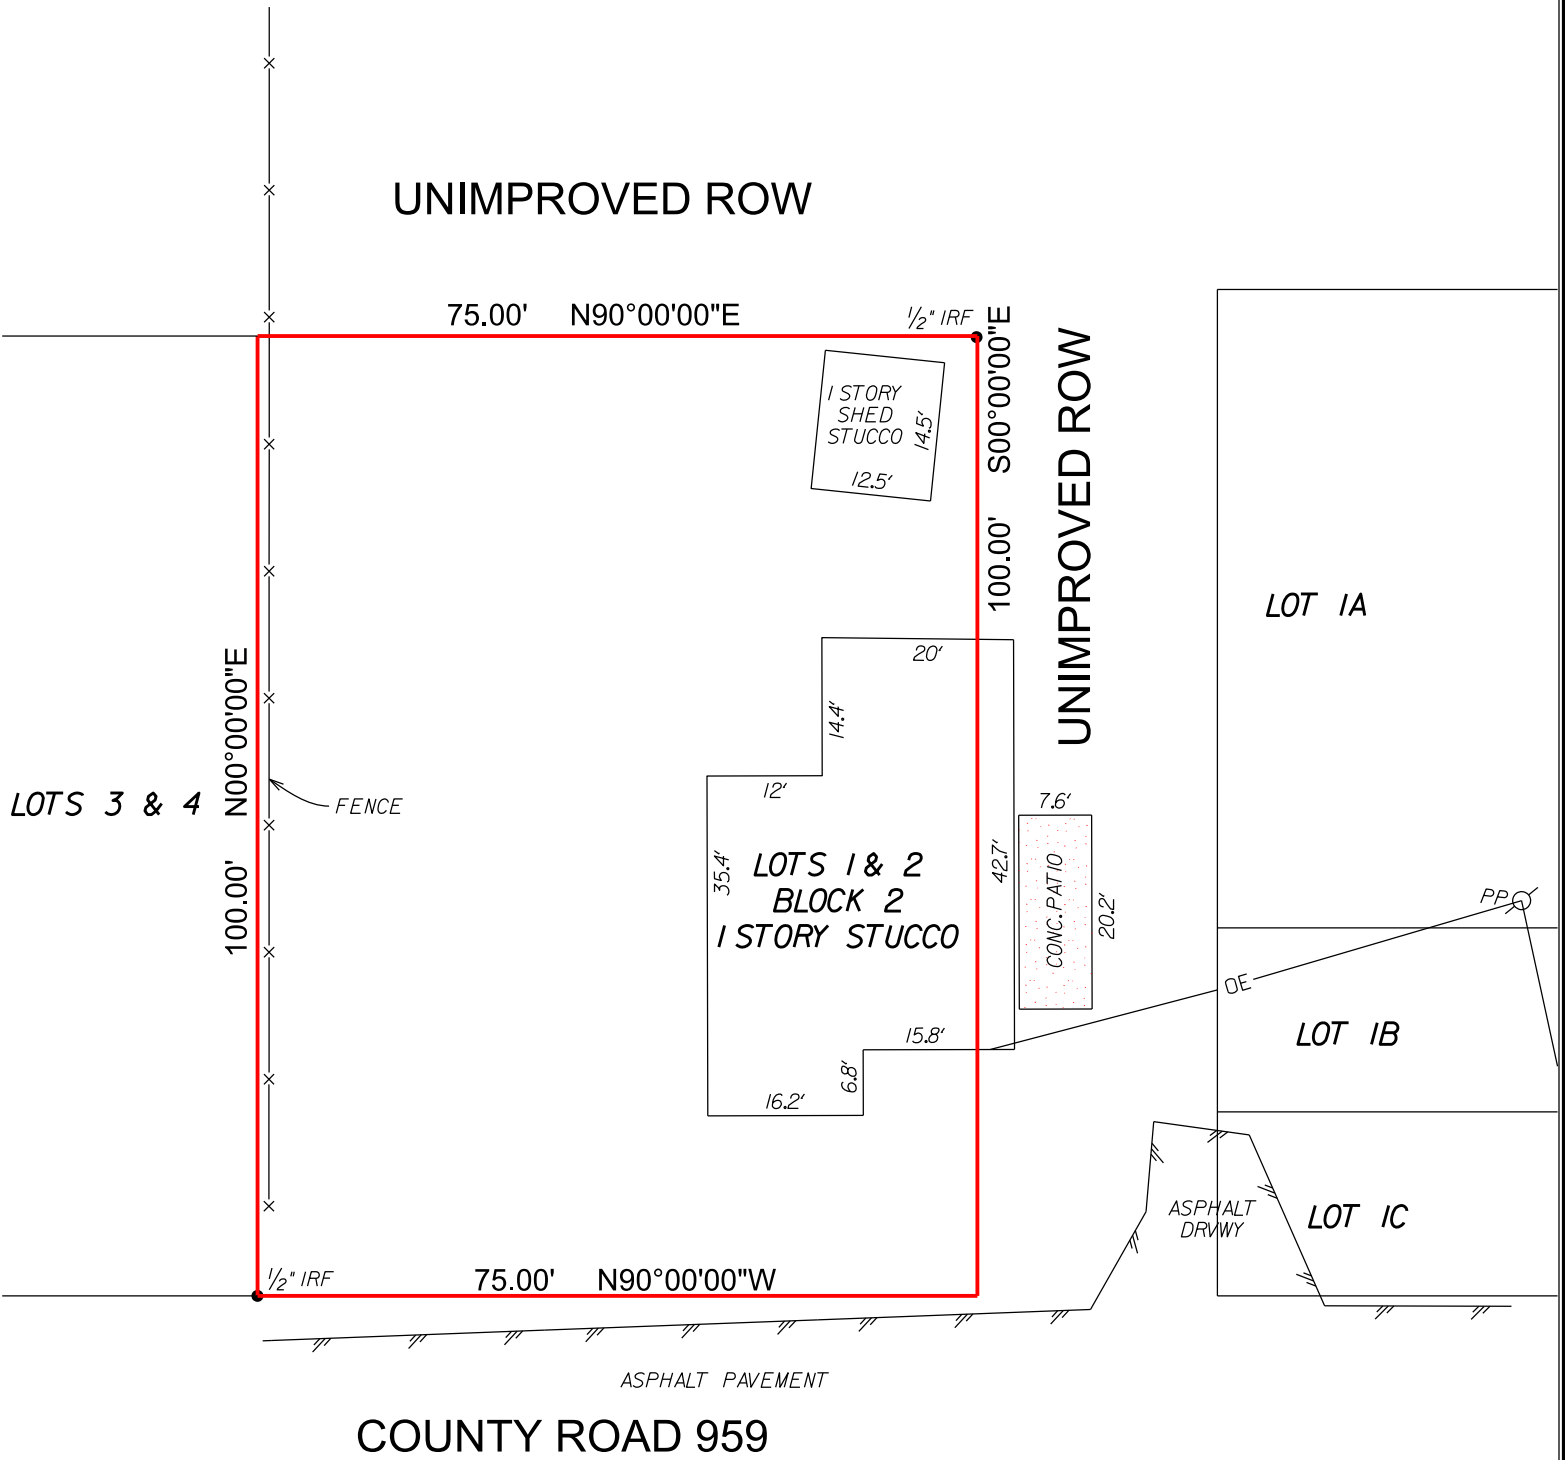 UNIMPROVED ROW
75.00' N90°00'00"E
1/2" IRF
S00°00'00"E
100.00'
UNIMPROVED ROW
1 STORY
SHED
STUCCO
14.5'
12.5'
LOT 1A
20'
14.4'
N00°00'00"E
100.00'
LOTS 3 & 4
FENCE
12'
7.6'
35.4'
LOTS 1 & 2
BLOCK 2
1 STORY STUCCO
42.7'
CONC. PATIO
20.2'
PP
OE
15.8'
6.8'
16.2'
LOT 1B
ASPHALT
DRVWY
LOT 1C
1/2" IRF
75.00' N90°00'00"W
ASPHALT PAVEMENT
COUNTY ROAD 959